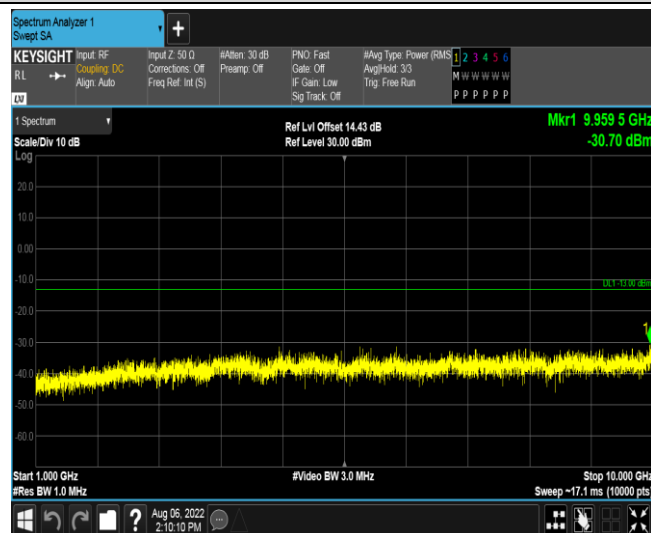 Spectrum Analyzer 1
Swept SA
+
KEYSIGHT Input: RF Input Z: 50 Ω #Atten: 30 dB PNO: Fast #Avg Type: Power (RMS 1 2 3 4 5 6
RL Coupling: DC Corrections: Off Preamp: Off Gate: Off Avg|Hold: 3/3 M W W W W W
Align: Auto Freq Ref: Int (S) IF Gain: Low Trig: Free Run
Sig Track: Off P P P P P P
1 Spectrum Ref Lvl Offset 14.43 dB Mkr1 9.959 5 GHz
Scale/Div 10 dB Ref Level 30.00 dBm -30.70 dBm
Log
20.0
10.0
0.00
-10.0
DL1 -13.00 dBm
-20.0
1
-30.0
-40.0
-50.0
-60.0
Start 1.000 GHz #Video BW 3.0 MHz Stop 10.000 GHz
#Res BW 1.0 MHz Sweep ~17.1 ms (10000 pts)
? Aug 06, 2022
2:10:10 PM